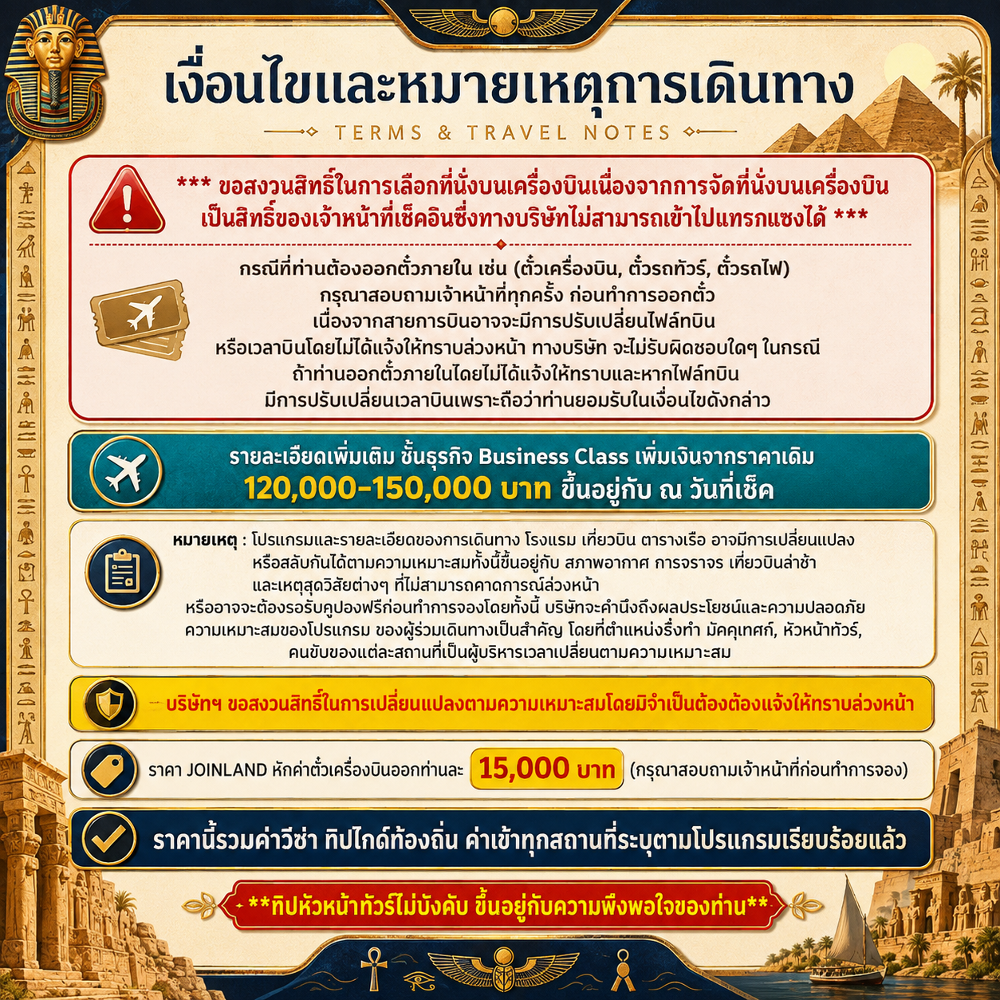 เงื่อนไขและหมายเหตุการเดินทาง
TERMS & TRAVEL NOTES
*** ขอสงวนสิทธิ์ในการเลือกที่นั่งบนเครื่องบินเนื่องจากการจัดที่นั่งบนเครื่องบิน
เป็นสิทธิ์ของเจ้าหน้าที่เช็คอินซึ่งทางบริษัทไม่สามารถเข้าไปแทรกแซงได้ ***
กรณีที่ท่านต้องออกตั๋วภายใน เช่น (ตั๋วเครื่องบิน, ตั๋วรถทัวร์, ตั๋วรถไฟ)
กรุณาสอบถามเจ้าหน้าที่ทุกครั้ง ก่อนทำการออกตั๋ว
เนื่องจากสายการบินอาจจะมีการปรับเปลี่ยนไฟล์ทบิน
หรือเวลาบินโดยไม่ได้แจ้งให้ทราบล่วงหน้า ทางบริษัท จะไม่รับผิดชอบใดๆ ในกรณี
ถ้าท่านออกตั๋วภายในโดยไม่ได้แจ้งให้ทราบและหากไฟล์ทบิน
มีการปรับเปลี่ยนเวลาบินเพราะถือว่าท่านยอมรับในเงื่อนไขดังกล่าว
รายละเอียดเพิ่มเติม ชั้นธุรกิจ Business Class เพิ่มเงินจากราคาเดิม
120,000-150,000 บาท ขึ้นอยู่กับ ณ วันที่เช็ค
หมายเหตุ : โปรแกรมและรายละเอียดของการเดินทาง โรงแรม เที่ยวบิน ตารางเรือ อาจมีการเปลี่ยนแปลง
หรือสลับกันได้ตามความเหมาะสมทั้งนี้ขึ้นอยู่กับ สภาพอากาศ การจราจร เที่ยวบินล่าช้า
และเหตุสุดวิสัยต่างๆ ที่ไม่สามารถคาดการณ์ล่วงหน้า
หรืออาจจะต้องรอรับคูปองฟรีก่อนทำการจองโดยทั้งนี้ บริษัทจะคำนึงถึงผลประโยชน์และความปลอดภัย
ความเหมาะสมของโปรแกรม ของผู้ร่วมเดินทางเป็นสำคัญ โดยที่ตำแหน่งรึ่งทำ มัคคุเทศก์, หัวหน้าทัวร์,
คนขับของแต่ละสถานที่เป็นผู้บริหารเวลาเปลี่ยนตามความเหมาะสม
บริษัทฯ ขอสงวนสิทธิ์ในการเปลี่ยนแปลงตามความเหมาะสมโดยมิจำเป็นต้องต้องแจ้งให้ทราบล่วงหน้า
ราคา JOINLAND หักค่าตั๋วเครื่องบินออกท่านละ 15,000 บาท (กรุณาสอบถามเจ้าหน้าที่ก่อนทำการจอง)
ราคานี้รวมค่าวีซ่า ทิปไกด์ท้องถิ่น ค่าเข้าทุกสถานที่ระบุตามโปรแกรมเรียบร้อยแล้ว
**ทิปหัวหน้าทัวร์ไม่บังคับ ขึ้นอยู่กับความพึงพอใจของท่าน**